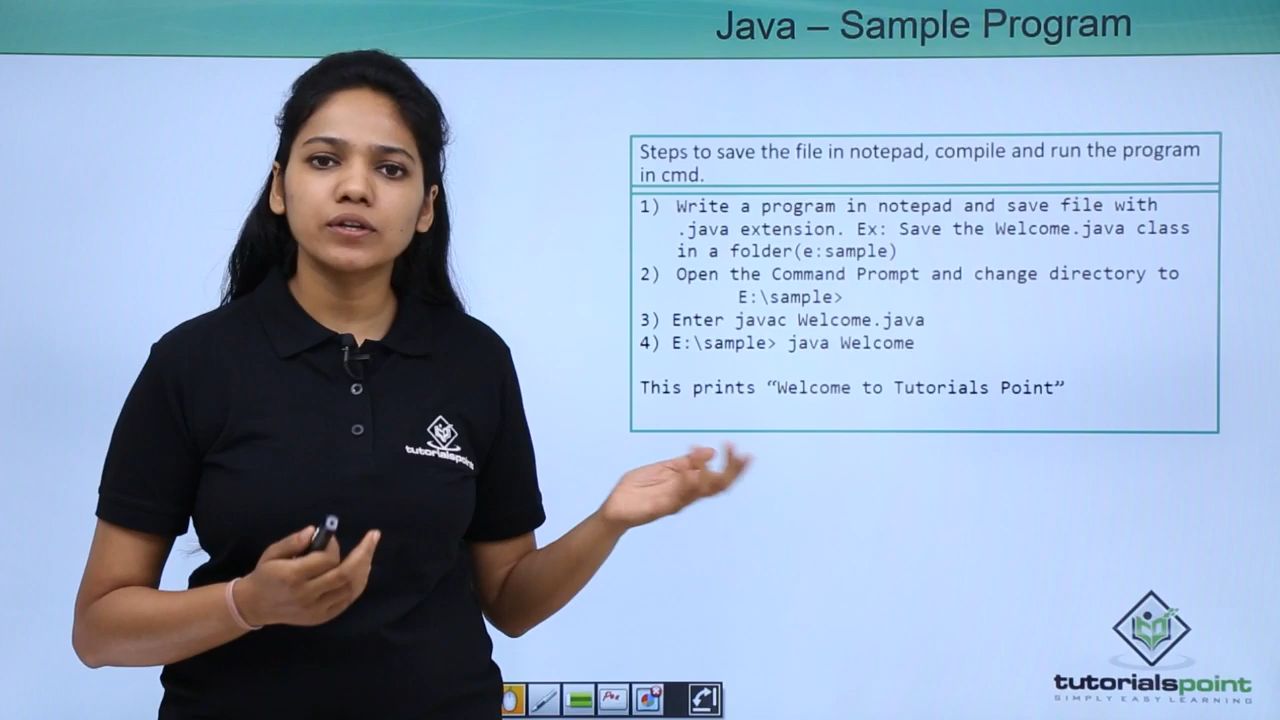 Java – Sample Program
Steps to save the file in notepad, compile and run the program
in cmd.
1) Write a program in notepad and save file with
.java extension. Ex: Save the Welcome.java class
in a folder(e:sample)
2) Open the Command Prompt and change directory to
E:\sample>
3) Enter javac Welcome.java
4) E:\sample> java Welcome
This prints “Welcome to Tutorials Point”
tutorialspoint
Pen
tutorialspoint
SIMPLY EASY LEARNING